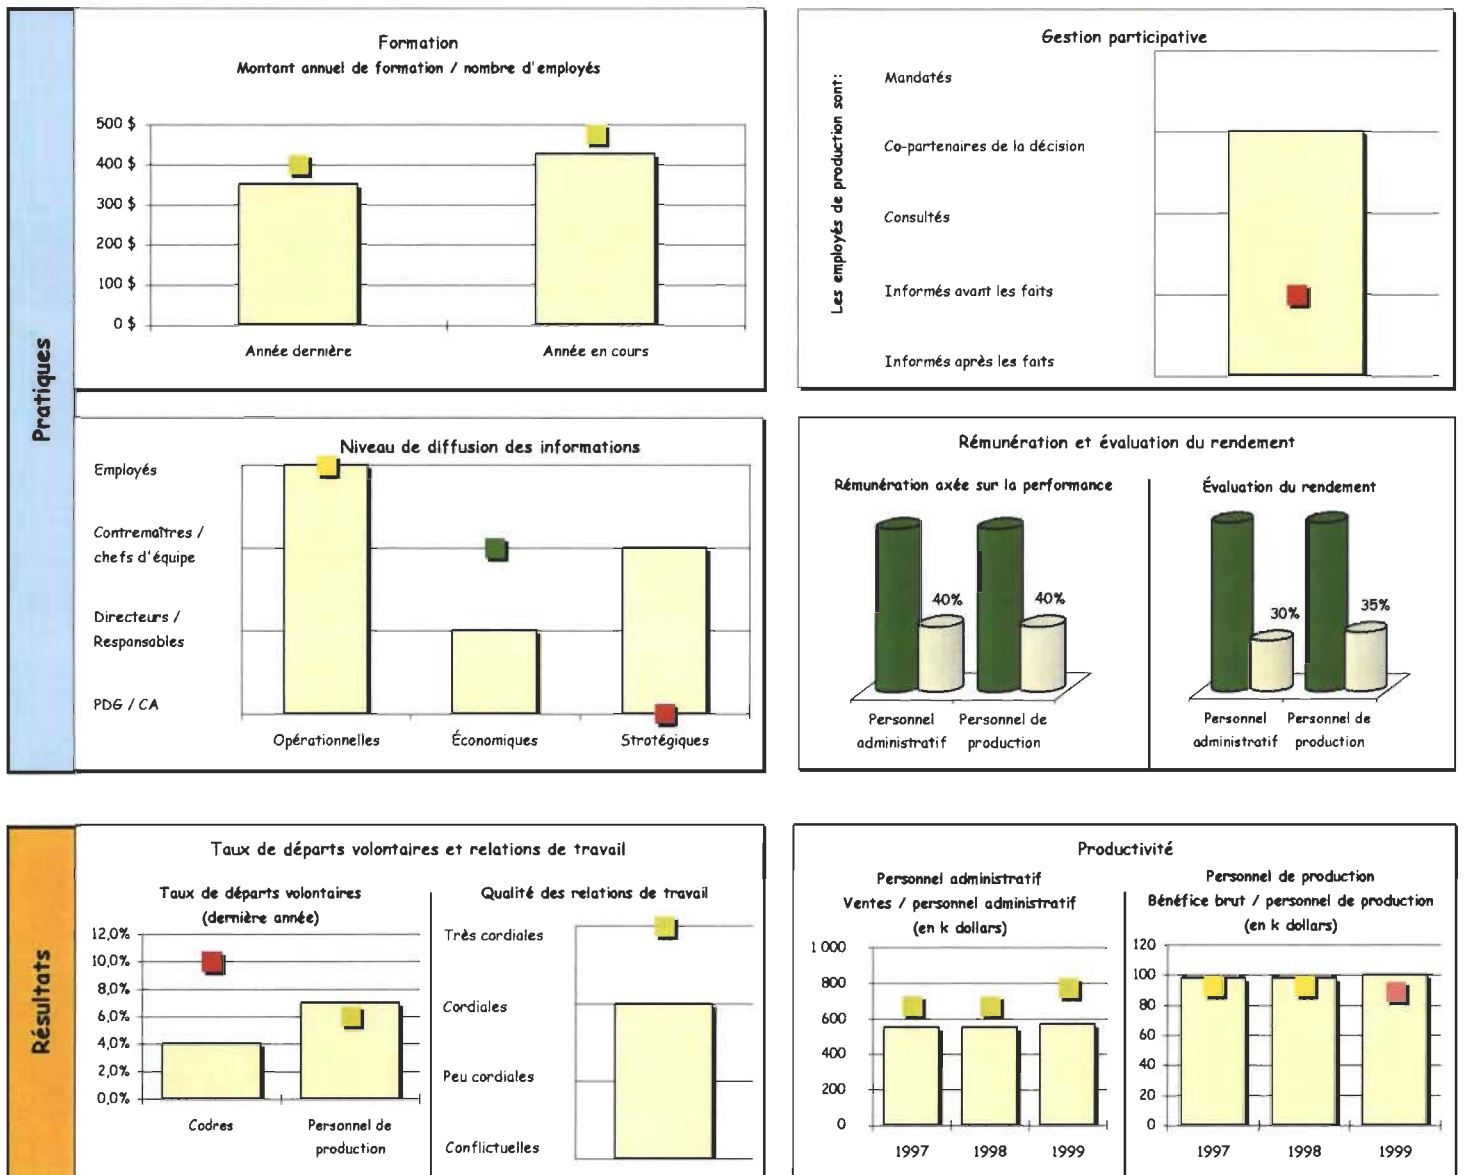 Pratiques
Formation
Montant annuel de formation / nombre d'employés
500 $
400 $
300 $
200 $
100 $
0 $
Année dernière
Année en cours
Gestion participative
Les employés de production sont:
Mandatés
Co-partenaires de la décision
Consultés
Informés avant les faits
Informés après les faits
Niveau de diffusion des informations
Employés
Contremaîtres /
chefs d'équipe
Directeurs /
Responsables
PDG / CA
Opérationnelles
Économiques
Stratégiques
Rémunération et évaluation du rendement
Rémunération axée sur la performance
40%
40%
Personnel
administratif
Personnel de
production
Évaluation du rendement
30%
35%
Personnel
administratif
Personnel de
production
Résultats
Taux de départs volontaires et relations de travail
Taux de départs volontaires
(dernière année)
12,0%
10,0%
8,0%
6,0%
4,0%
2,0%
0,0%
Cadres
Personnel de
production
Qualité des relations de travail
Très cordiales
Cordiales
Peu cordiales
Conflictuelles
Productivité
Personnel administratif
Ventes / personnel administratif
(en k dollars)
1 000
800
600
400
200
0
1997
1998
1999
Personnel de production
Bénéfice brut / personnel de production
(en k dollars)
120
100
80
60
40
20
0
1997
1998
1999